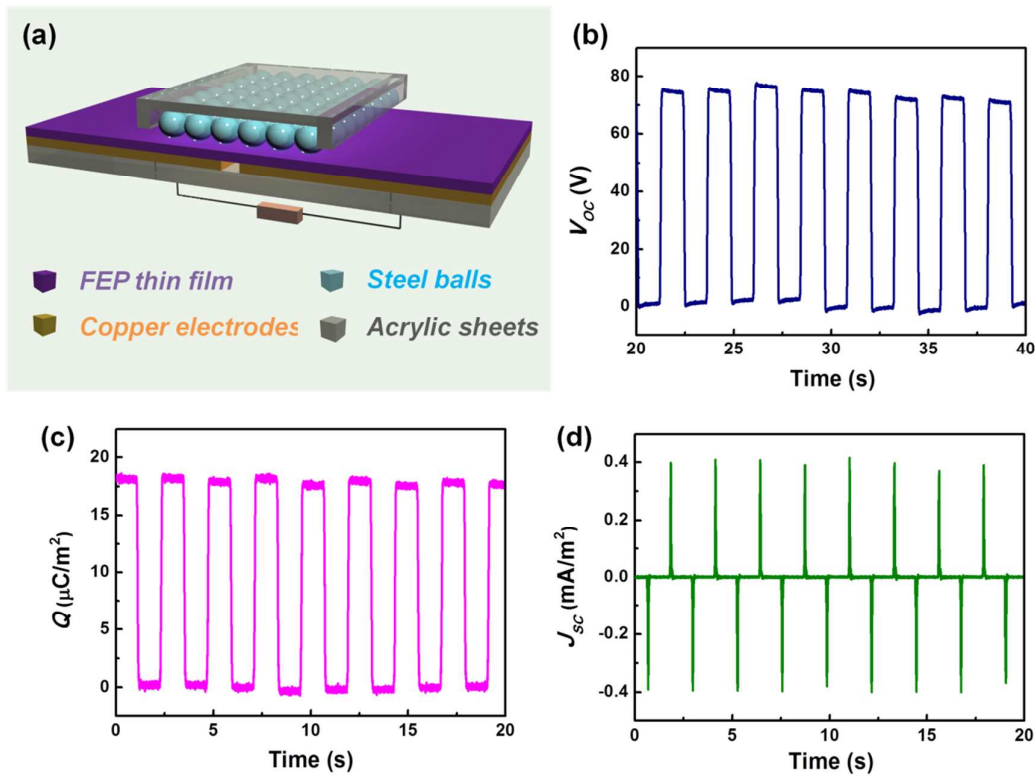 (a)
FEP thin film
Steel balls
Copper electrodes
Acrylic sheets
(b)
80
60
40
20
0
V_OC (V)
20
25
30
35
40
Time (s)
(c)
20
15
10
5
0
Q (μC/m²)
0
5
10
15
20
Time (s)
(d)
0.4
0.2
0.0
-0.2
-0.4
J_SC (mA/m²)
0
5
10
15
20
Time (s)